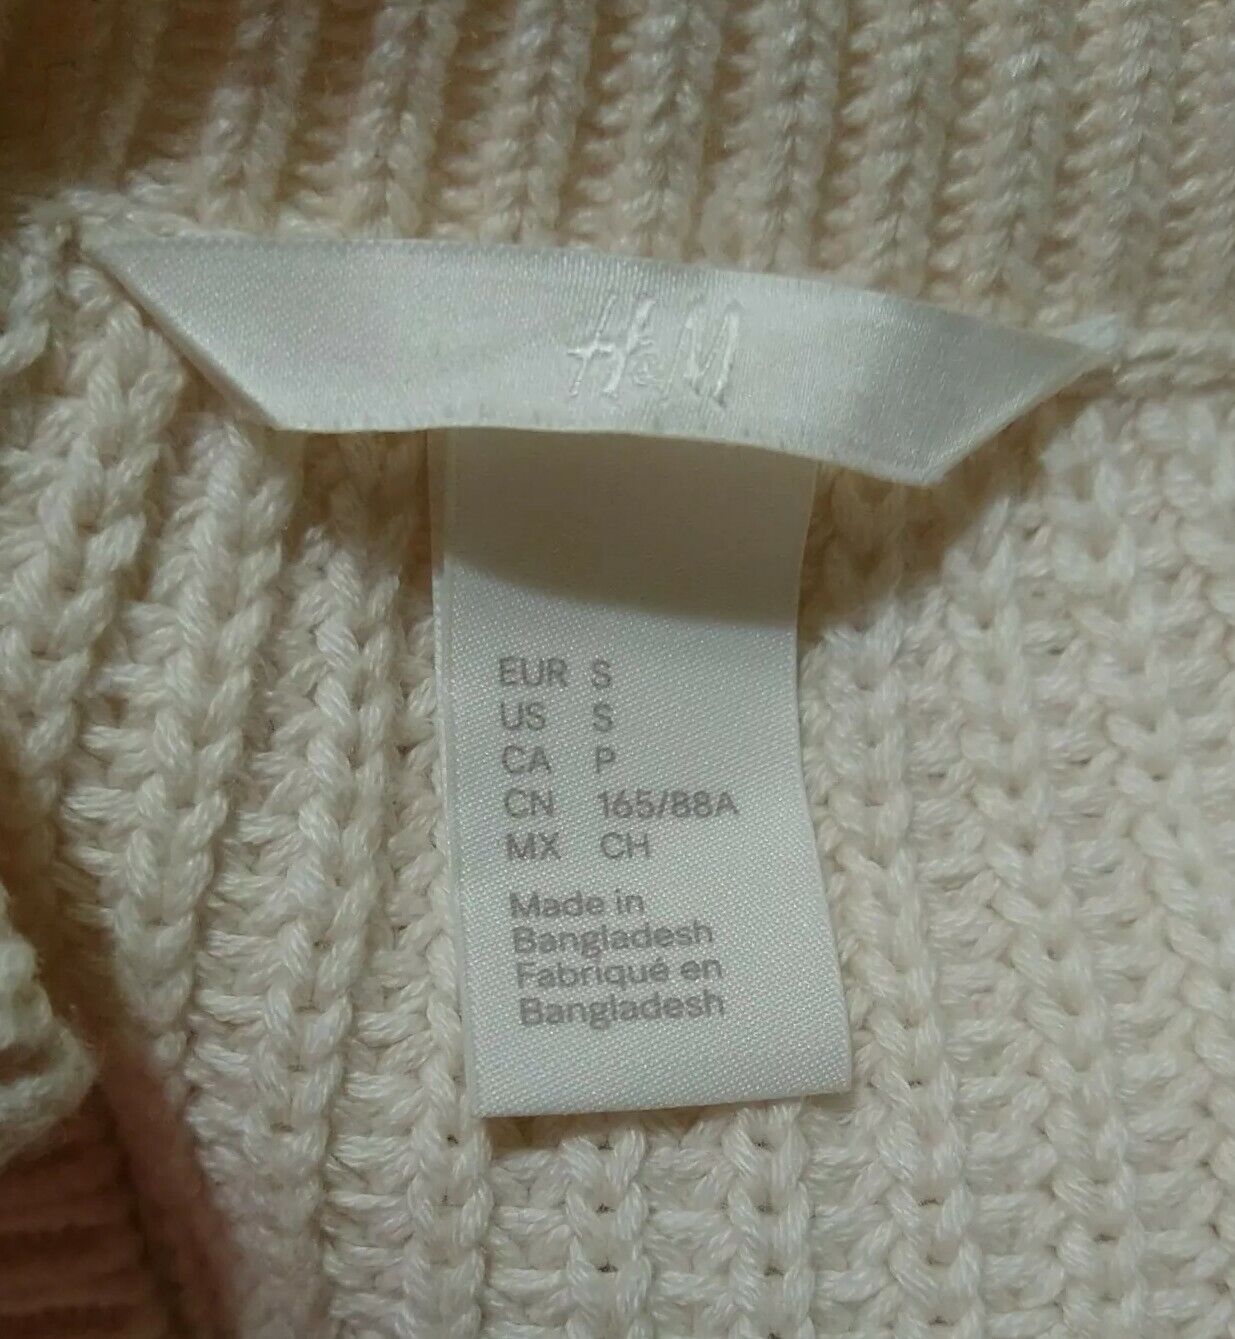 H&M
EUR S
US S
CA P
CN 165/88A
MX CH
Made in
Bangladesh
Fabriqué en
Bangladesh